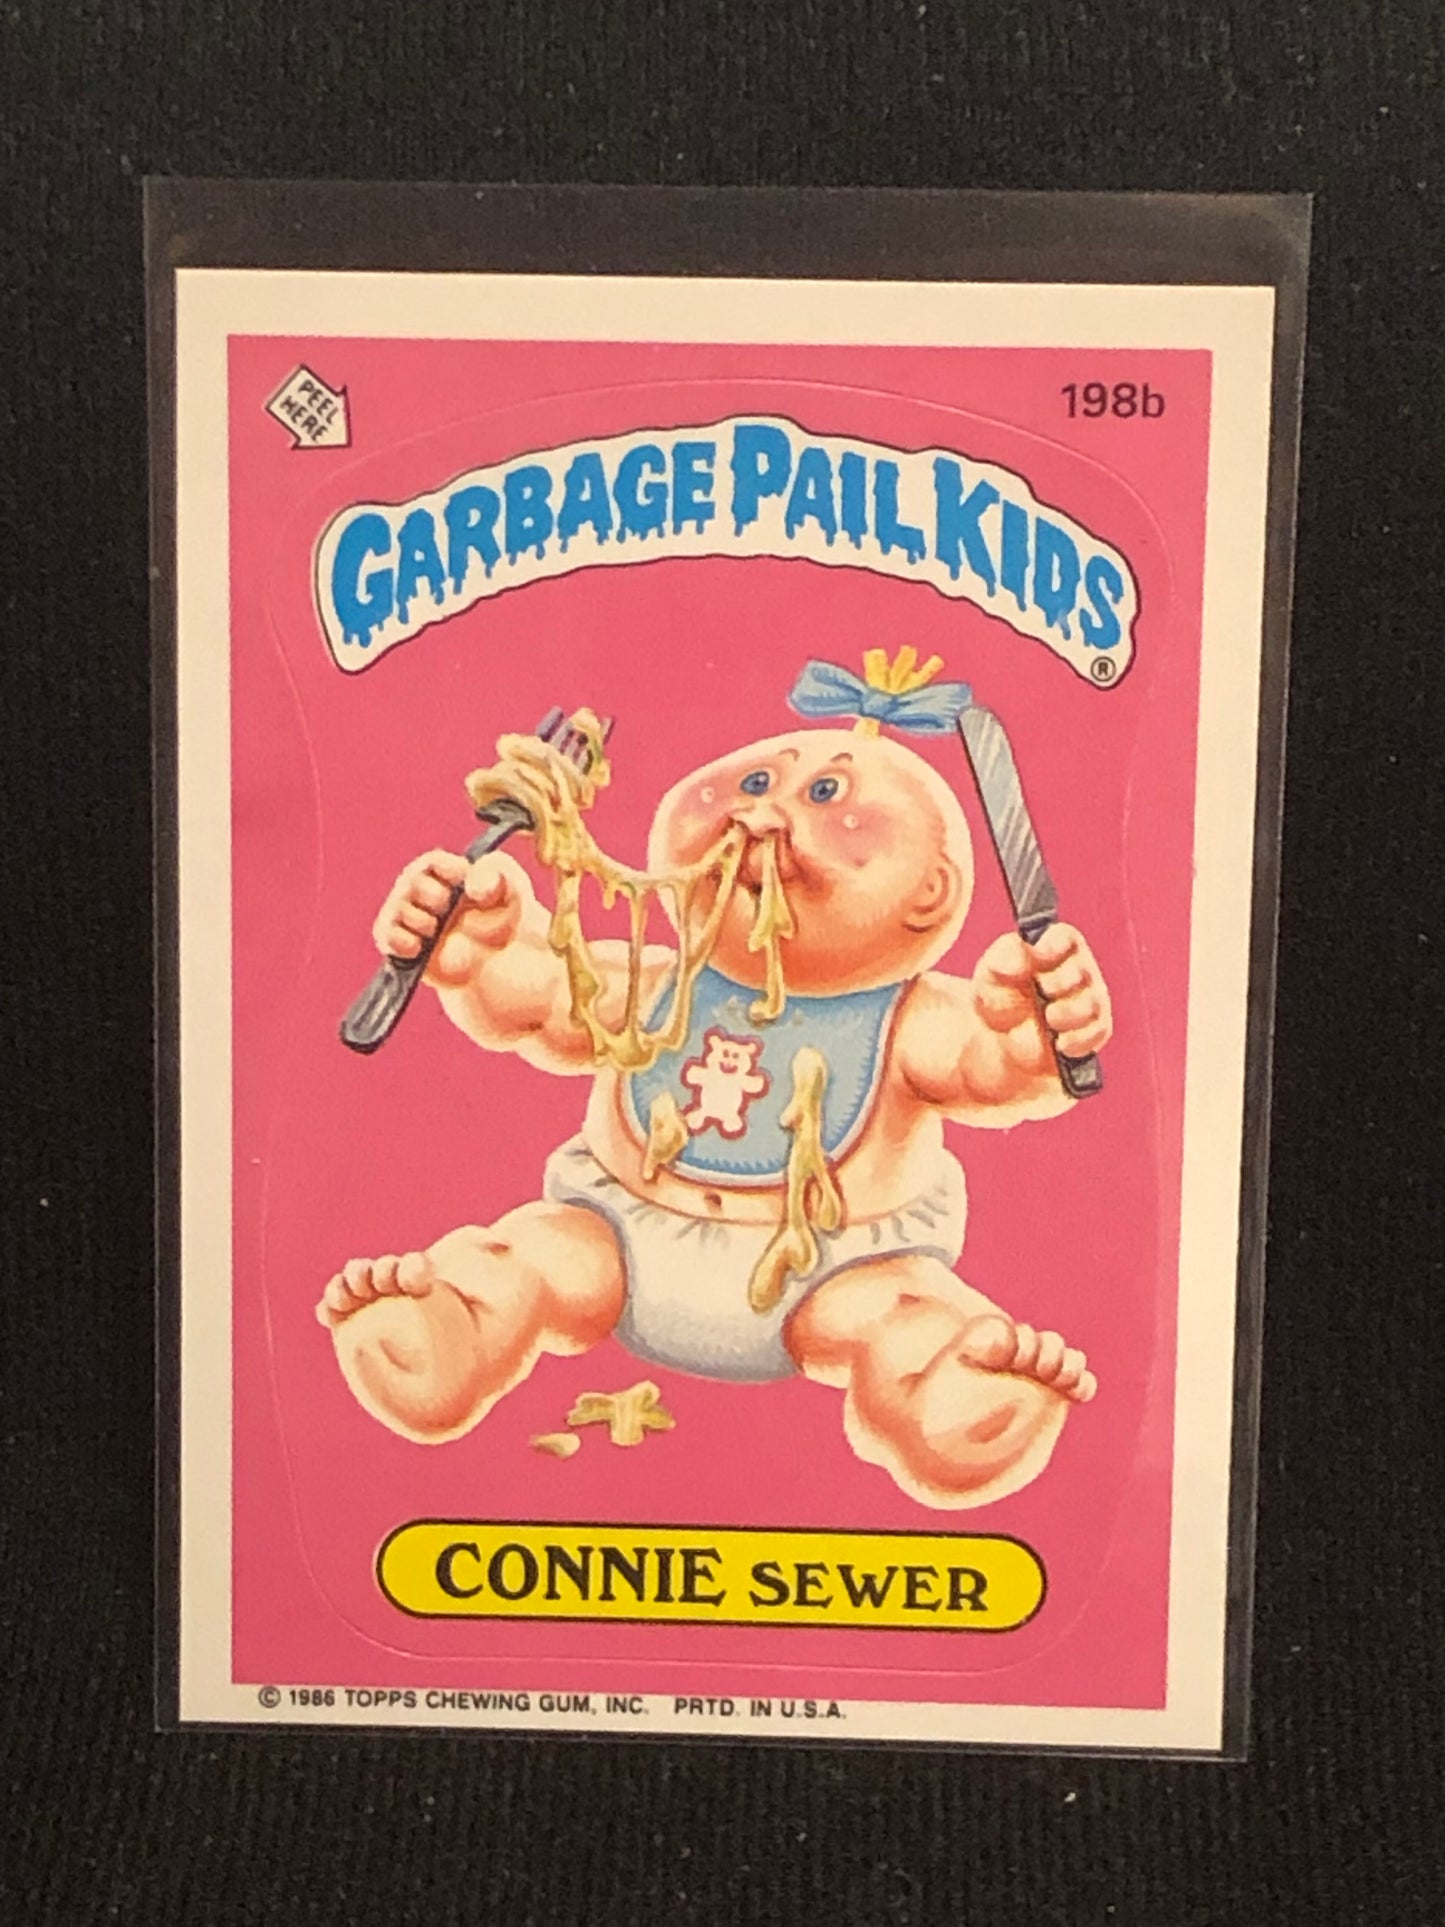 PEEL
HERE
198b
GARBAGE PAIL KIDS
®
CONNIE SEWER
© 1986 TOPPS CHEWING GUM, INC. PRTD. IN U.S.A.